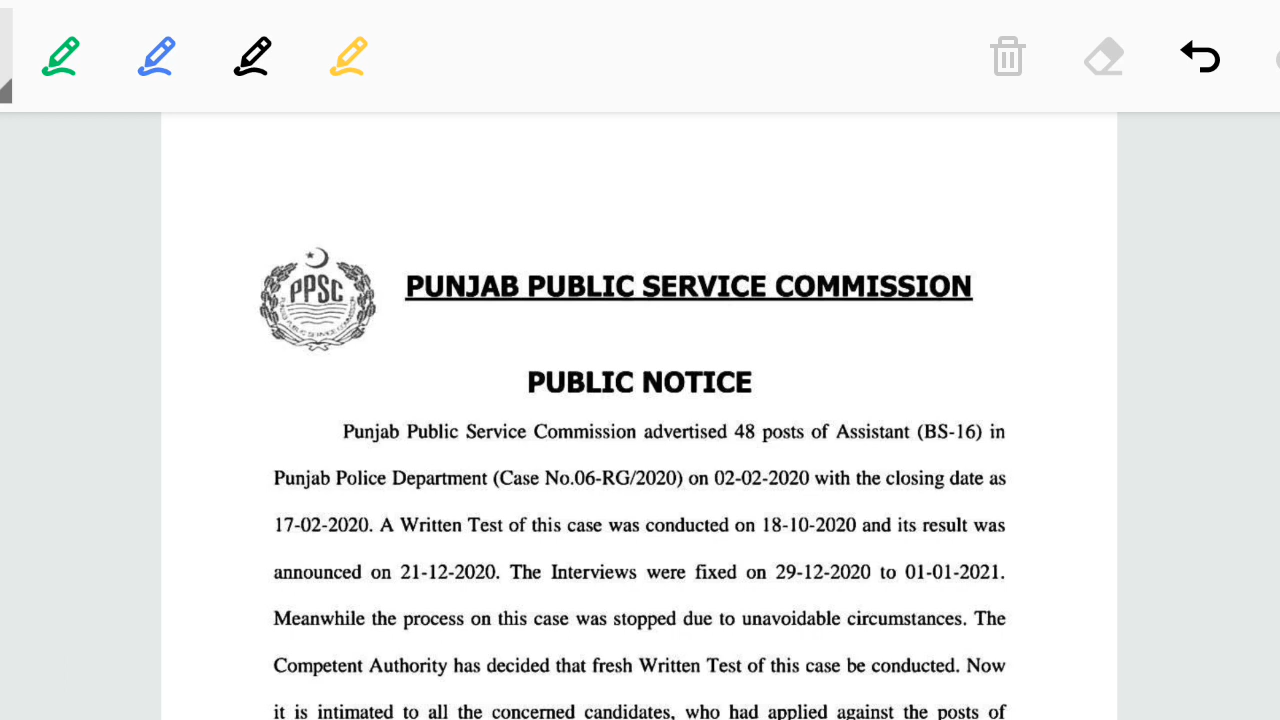 PPSC
PUNJAB PUBLIC SERVICE COMMISSION
PUBLIC NOTICE
Punjab Public Service Commission advertised 48 posts of Assistant (BS-16) in
Punjab Police Department (Case No.06-RG/2020) on 02-02-2020 with the closing date as
17-02-2020. A Written Test of this case was conducted on 18-10-2020 and its result was
announced on 21-12-2020. The Interviews were fixed on 29-12-2020 to 01-01-2021.
Meanwhile the process on this case was stopped due to unavoidable circumstances. The
Competent Authority has decided that fresh Written Test of this case be conducted. Now
it is intimated to all the concerned candidates, who had applied against the posts of